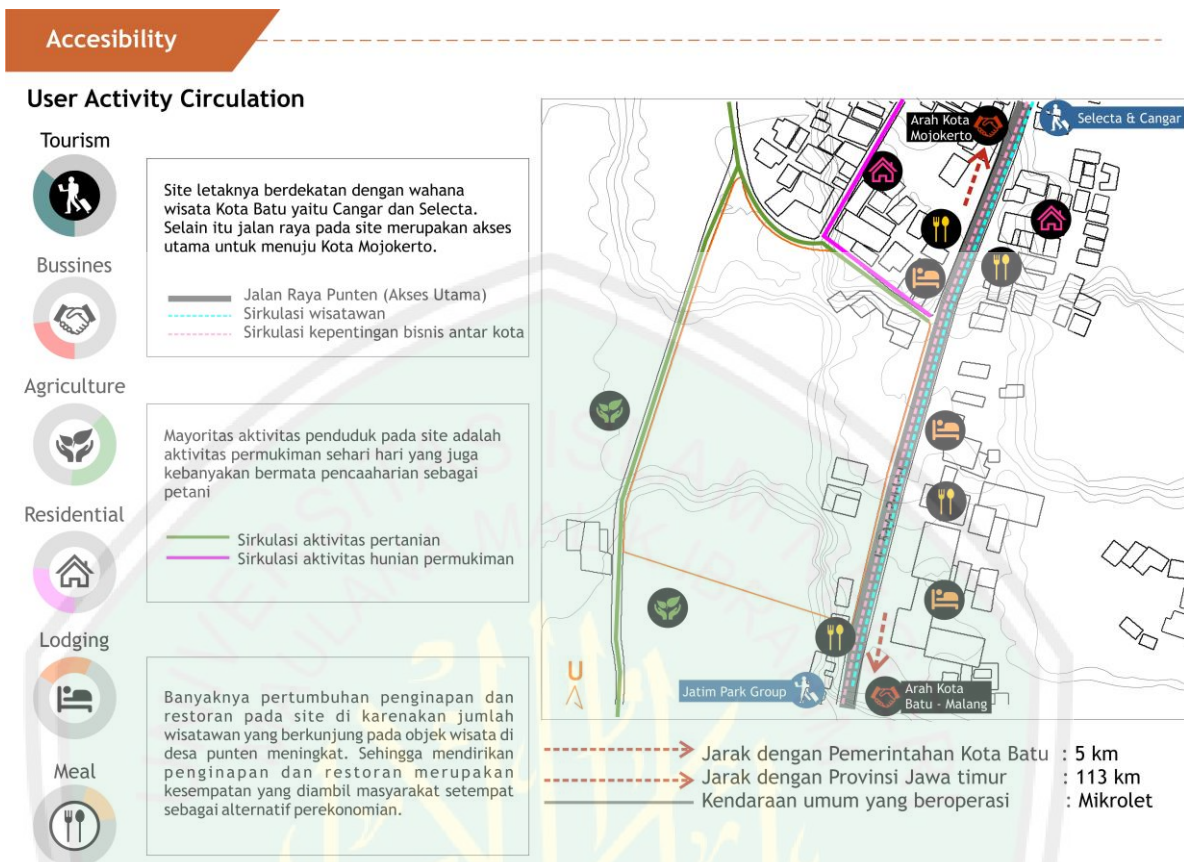 Accesibility
User Activity Circulation
Tourism
Site letaknya berdekatan dengan wahana
wisata Kota Batu yaitu Cangar dan Selecta.
Selain itu jalan raya pada site merupakan akses
utama untuk menuju Kota Mojokerto.
Bussines
Jalan Raya Punten (Akses Utama)
Sirkulasi wisatawan
Sirkulasi kepentingan bisnis antar kota
Agriculture
Mayoritas aktivitas penduduk pada site adalah
aktivitas permukiman sehari hari yang juga
kebanyakan bermata pencaaharian sebagai
petani
Residential
Sirkulasi aktivitas pertanian
Sirkulasi aktivitas hunian permukiman
Lodging
Banyaknya pertumbuhan penginapan dan
restoran pada site di karenakan jumlah
wisatawan yang berkunjung pada objek wisata di
desa punten meningkat. Sehingga mendirikan
penginapan dan restoran merupakan
kesempatan yang diambil masyarakat setempat
sebagai alternatif perekonomian.
Meal
Arah Kota
Mojokerto
Selecta & Cangar
U
Jatim Park Group
Arah Kota
Batu - Malang
Jarak dengan Pemerintahan Kota Batu : 5 km
Jarak dengan Provinsi Jawa timur : 113 km
Kendaraan umum yang beroperasi : Mikrolet